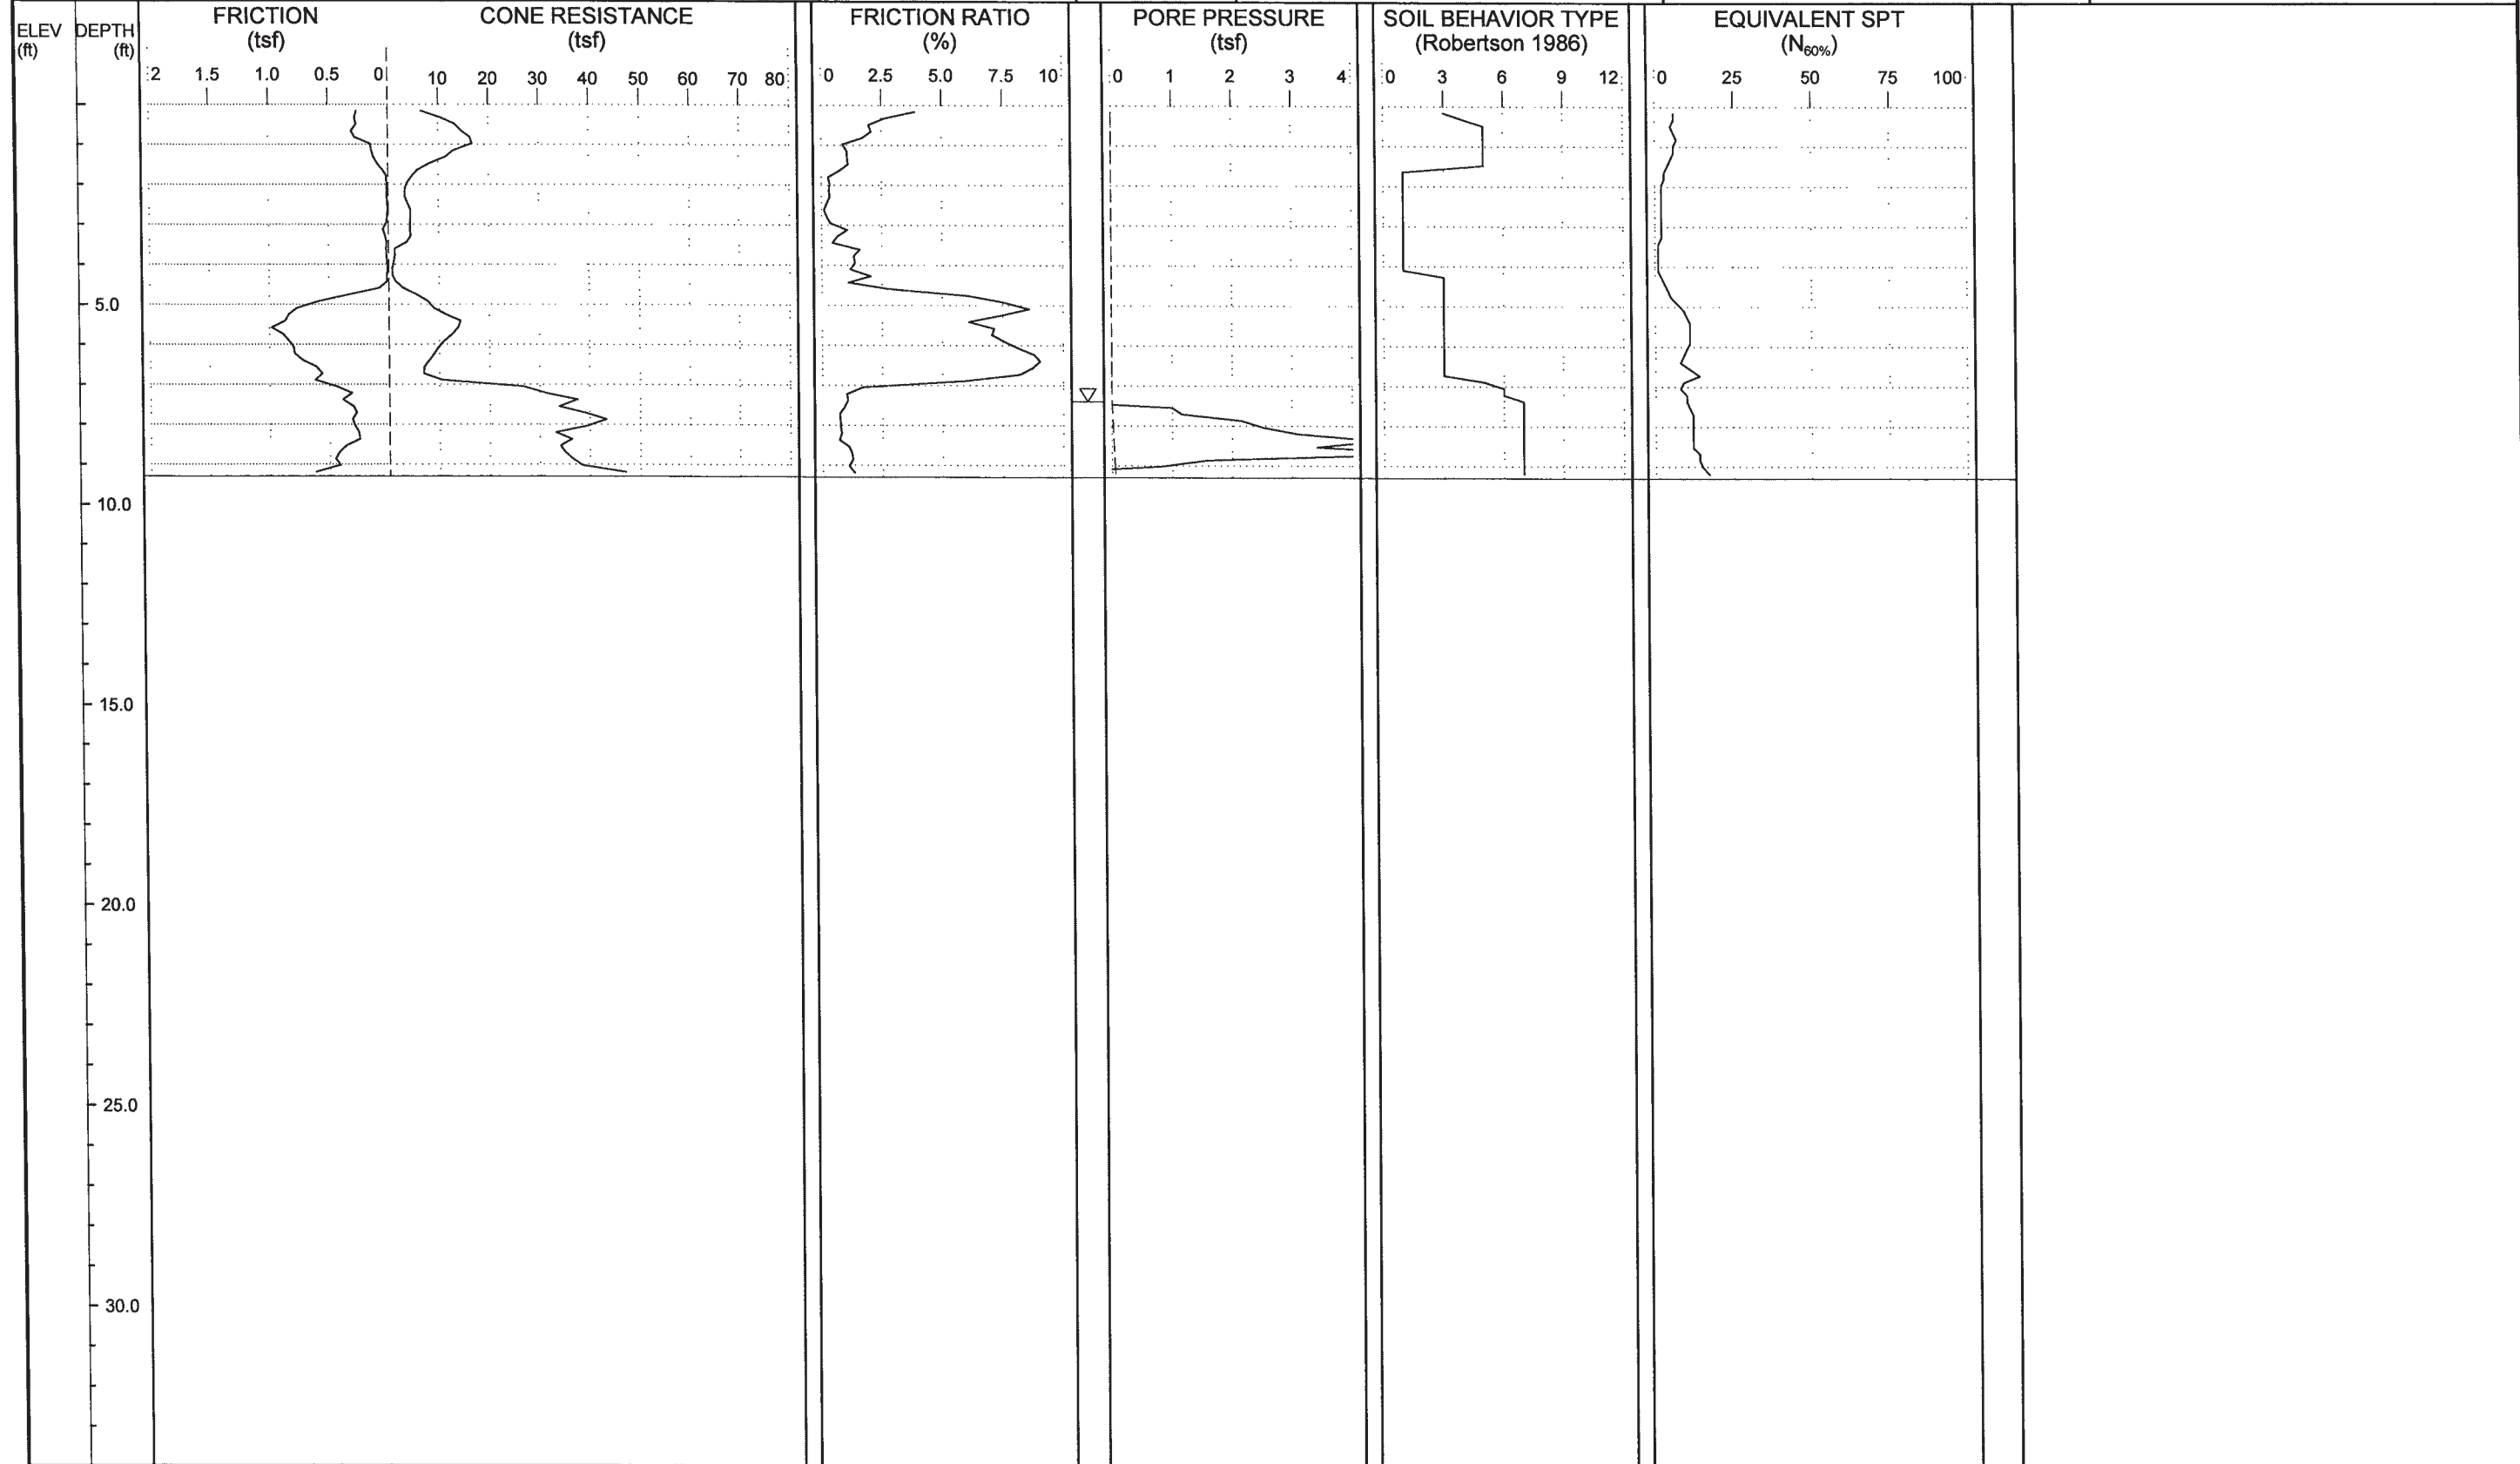 ELEV
(ft)
DEPTH
(ft)
FRICTION
(tsf)
CONE RESISTANCE
(tsf)
FRICTION RATIO
(%)
PORE PRESSURE
(tsf)
SOIL BEHAVIOR TYPE
(Robertson 1986)
EQUIVALENT SPT
(N60%)
2 1.5 1.0 0.5 0 10 20 30 40 50 60 70 80
0 2.5 5.0 7.5 10
0 1 2 3 4
0 3 6 9 12
0 25 50 75 100
5.0
10.0
15.0
20.0
25.0
30.0